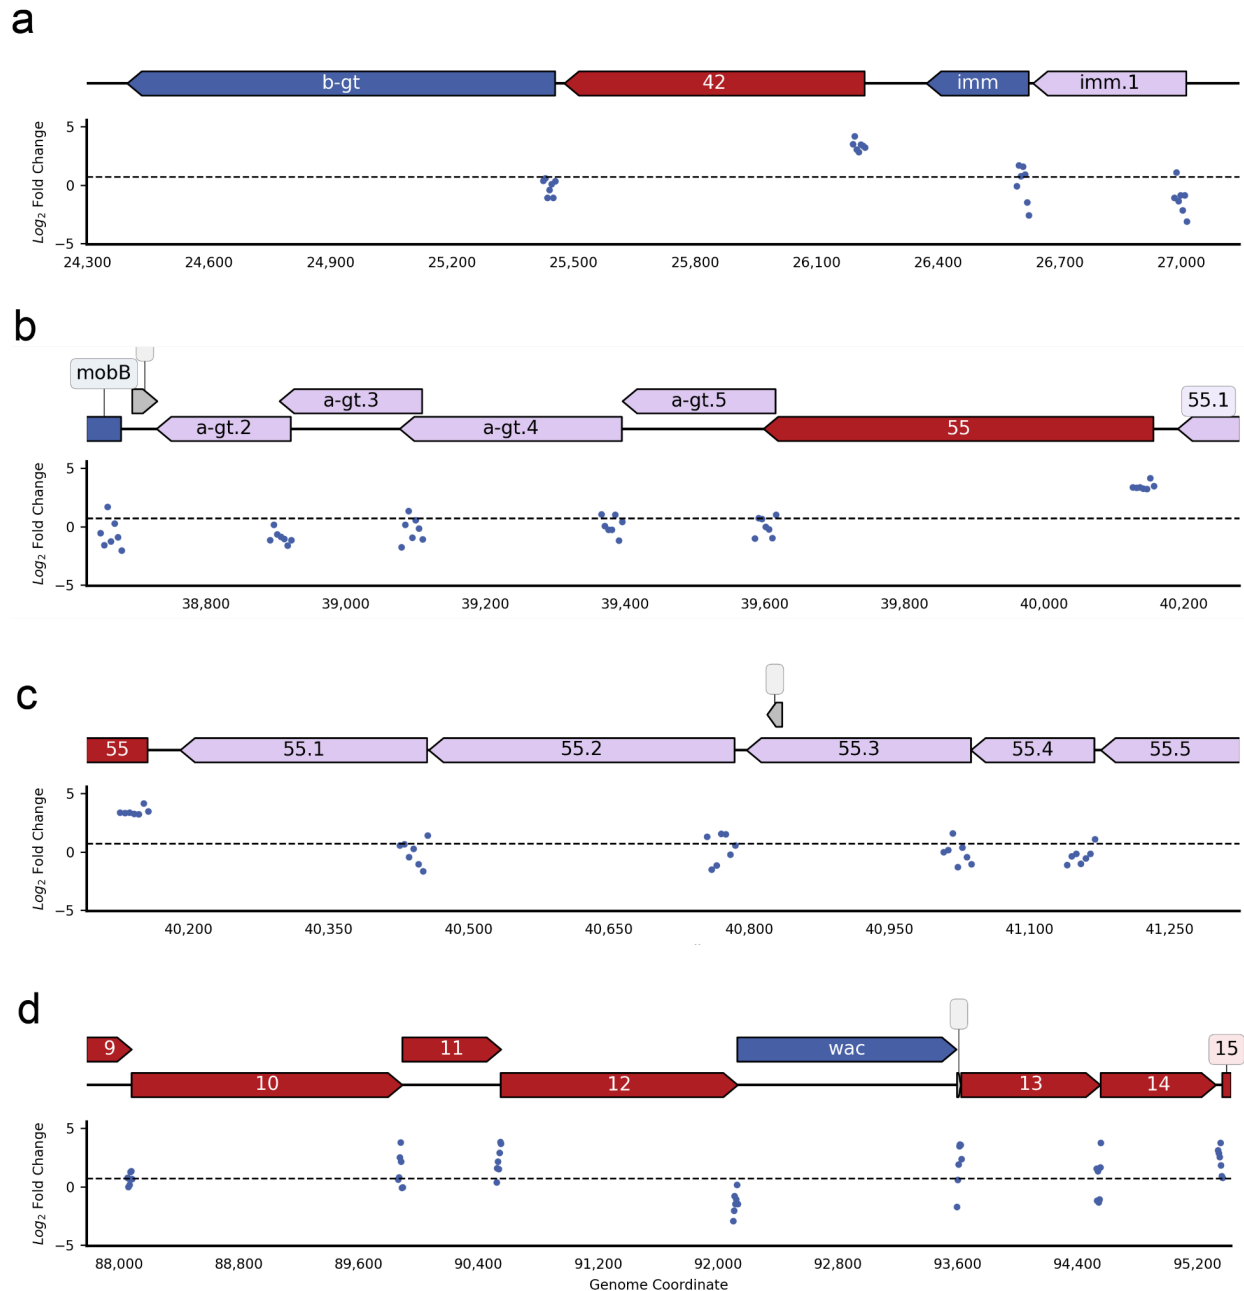 a
b-gt 42 imm imm.1
5
0
−5
Log2 Fold Change
24,300 24,600 24,900 25,200 25,500 25,800 26,100 26,400 26,700 27,000
b
mobB
a-gt.3 a-gt.5 55.1
a-gt.2 a-gt.4 55
5
0
−5
Log2 Fold Change
38,800 39,000 39,200 39,400 39,600 39,800 40,000 40,200
c
55 55.1 55.2 55.3 55.4 55.5
5
0
−5
Log2 Fold Change
40,200 40,350 40,500 40,650 40,800 40,950 41,100 41,250
d
9 11 wac 15
10 12 13 14
5
0
−5
Log2 Fold Change
88,000 88,800 89,600 90,400 91,200 92,000 92,800 93,600 94,400 95,200
Genome Coordinate